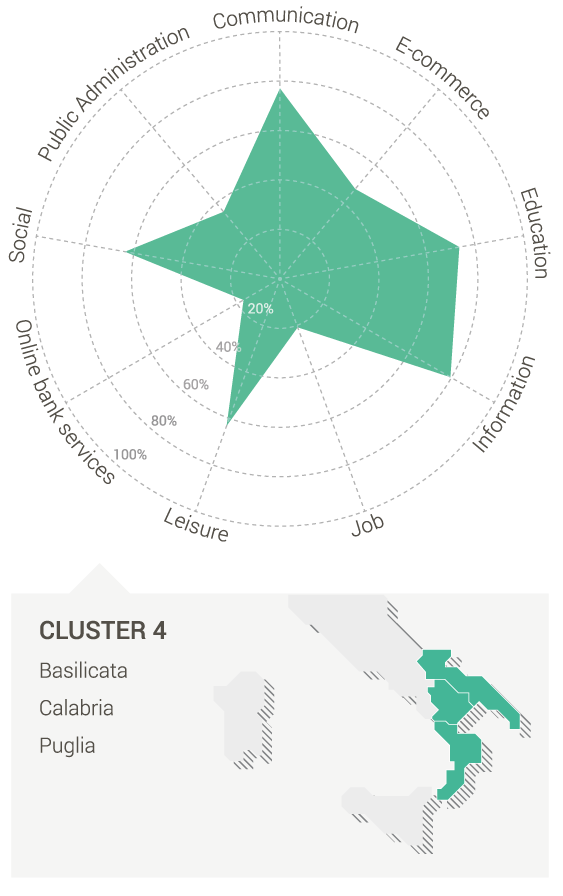 Communication
E-commerce
Education
Information
Job
Leisure
Online bank services
Social
Public Administration
20%
40%
60%
80%
100%
CLUSTER 4
Basilicata
Calabria
Puglia